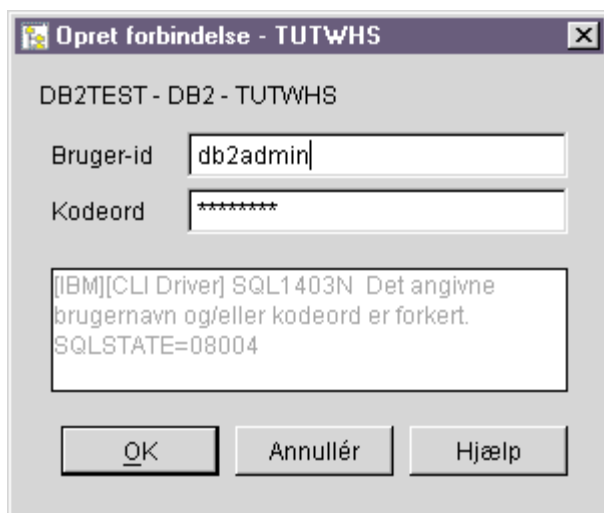 Opret forbindelse - TUTWHS
DB2TEST - DB2 - TUTWHS
Bruger-id db2admin
Kodeord ********
[IBM][CLI Driver] SQL1403N Det angivne
brugernavn og/eller kodeord er forkert.
SQLSTATE=08004
OK Annullér Hjælp